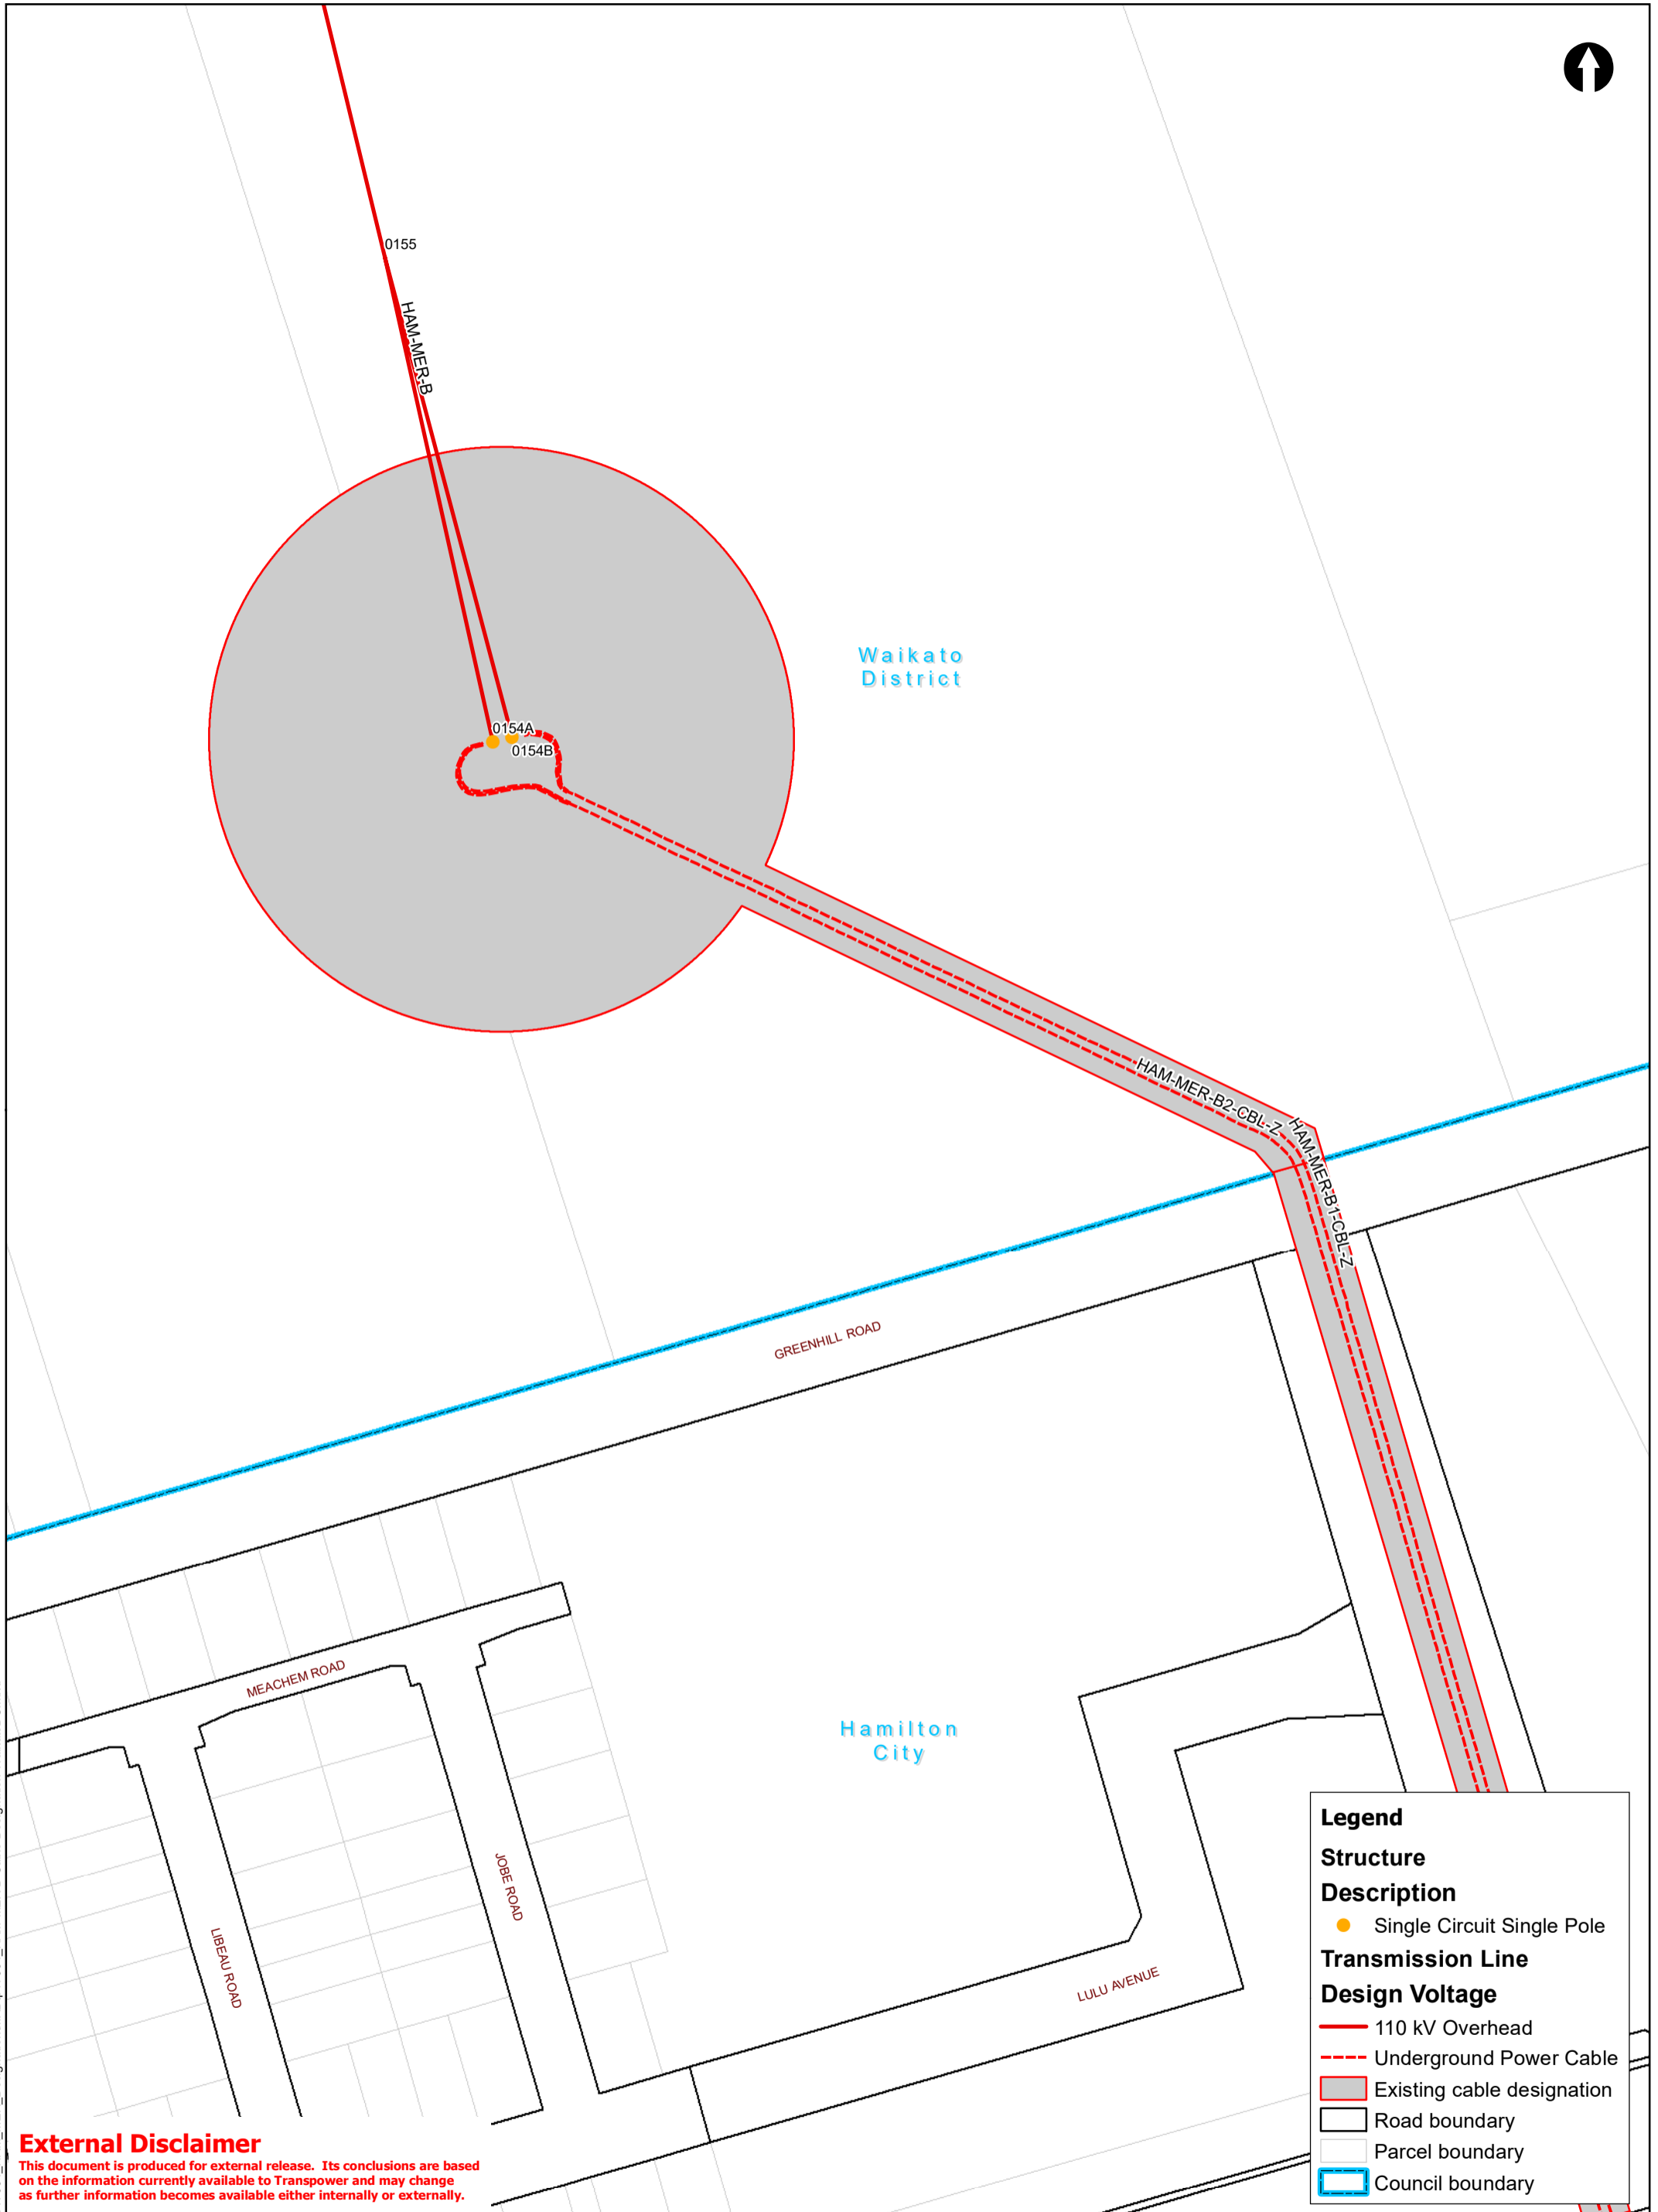 0155
HAM-MER-B
Waikato
District
0154A
0154B
HAM-MER-B2-CBL-Z
HAM-MER-B1-CBL-Z
GREENHILL ROAD
MEACHEM ROAD
Hamilton
City
JOBE ROAD
LIBEAU ROAD
LULU AVENUE
Legend
Structure
Description
Single Circuit Single Pole
Transmission Line
Design Voltage
110 kV Overhead
Underground Power Cable
Existing cable designation
Road boundary
Parcel boundary
Council boundary
External Disclaimer
This document is produced for external release. Its conclusions are based
on the information currently available to Transpower and may change
as further information becomes available either internally or externally.